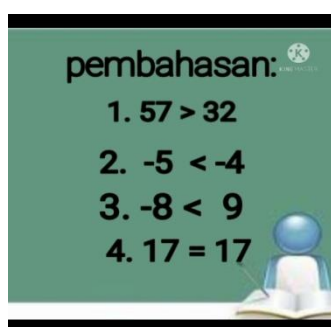 pembahasan:
1. 57 > 32
2. -5 < -4
3. -8 < 9
4. 17 = 17